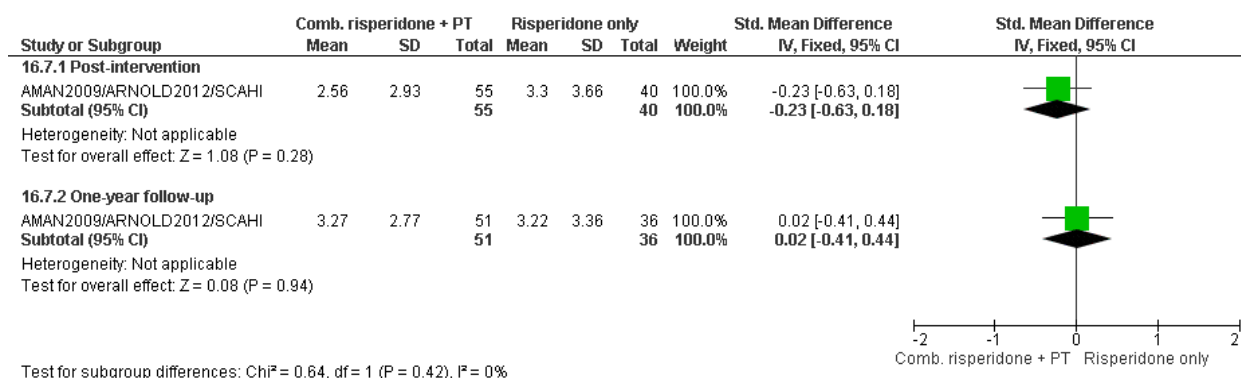 Comb. risperidone + PT Risperidone only Std. Mean Difference Std. Mean Difference
Study or Subgroup Mean SD Total Mean SD Total Weight IV, Fixed, 95% CI IV, Fixed, 95% CI
16.7.1 Post-intervention
AMAN2009/ARNOLD2012/SCAHI 2.56 2.93 55 3.3 3.66 40 100.0% -0.23 [-0.63, 0.18]
Subtotal (95% CI) 55 40 100.0% -0.23 [-0.63, 0.18]
Heterogeneity: Not applicable
Test for overall effect: Z = 1.08 (P = 0.28)
16.7.2 One-year follow-up
AMAN2009/ARNOLD2012/SCAHI 3.27 2.77 51 3.22 3.36 36 100.0% 0.02 [-0.41, 0.44]
Subtotal (95% CI) 51 36 100.0% 0.02 [-0.41, 0.44]
Heterogeneity: Not applicable
Test for overall effect: Z = 0.08 (P = 0.94)
-2 -1 0 1 2
Comb. risperidone + PT Risperidone only
Test for subgroup differences: Chi² = 0.64, df = 1 (P = 0.42), I² = 0%